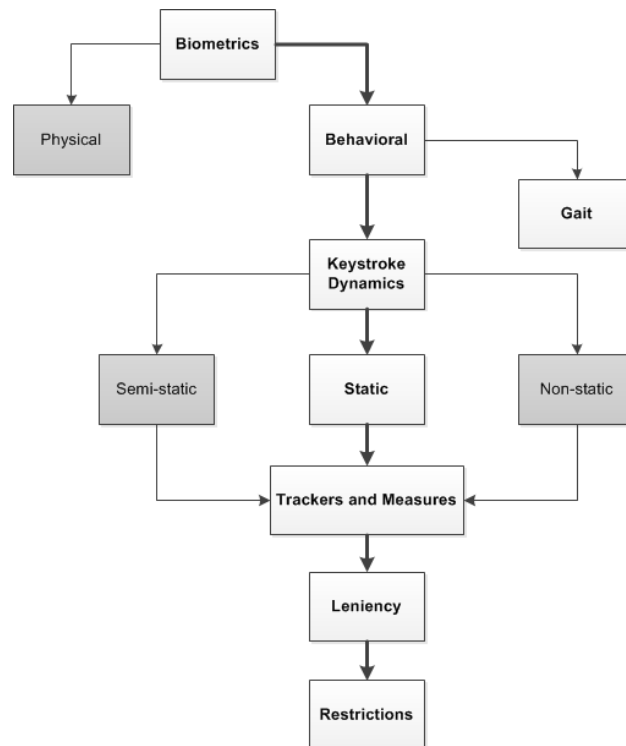 Biometrics
Physical
Behavioral
Gait
Keystroke
Dynamics
Semi-static
Static
Non-static
Trackers and Measures
Leniency
Restrictions